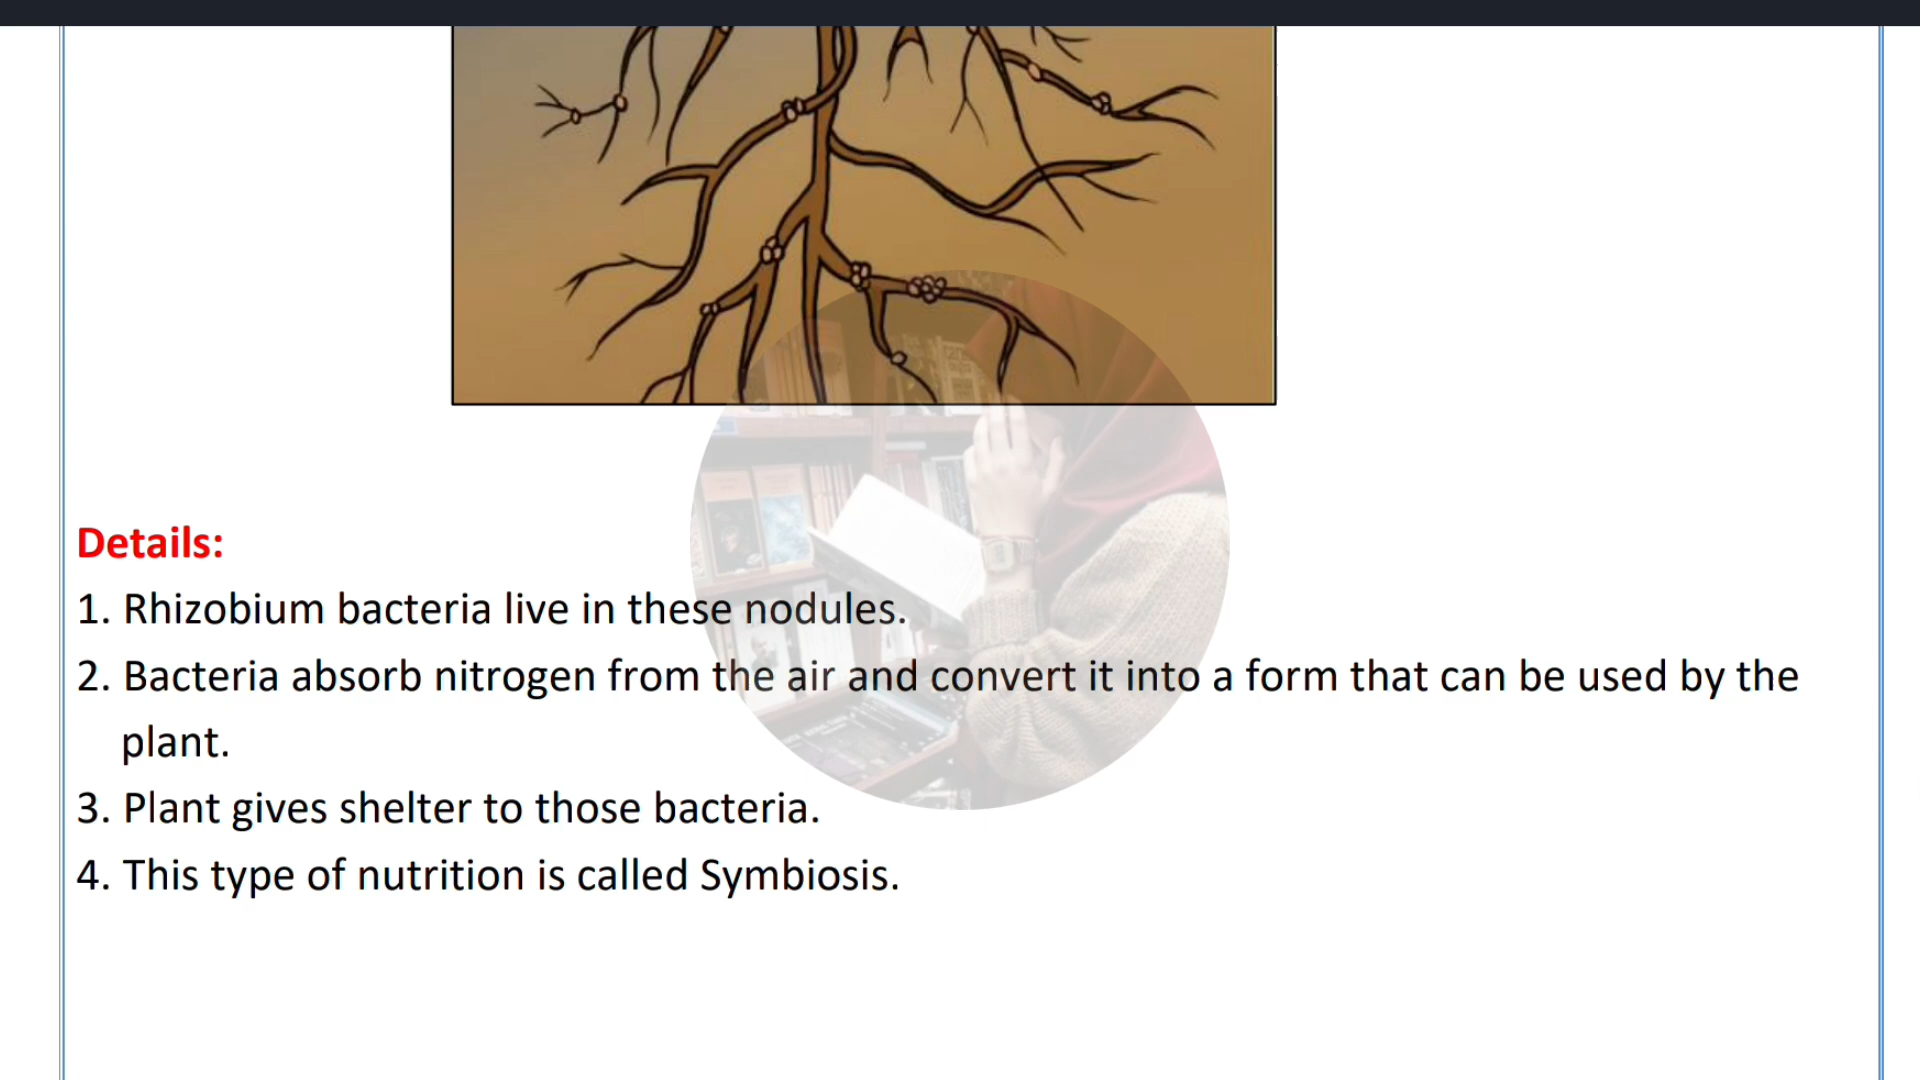 Details:
1. Rhizobium bacteria live in these nodules.
2. Bacteria absorb nitrogen from the air and convert it into a form that can be used by the
plant.
3. Plant gives shelter to those bacteria.
4. This type of nutrition is called Symbiosis.